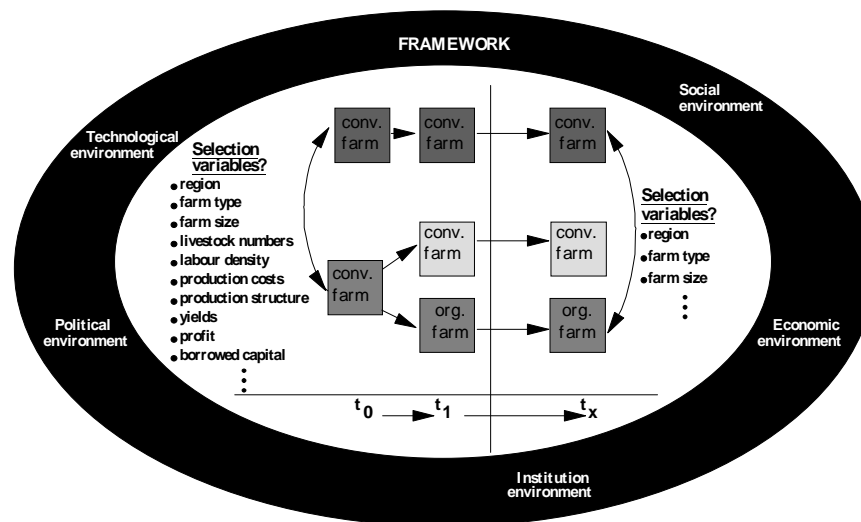 FRAMEWORK
Social
environment
Technological
environment
Selection
variables?
•region
•farm type
•farm size
•livestock numbers
•labour density
•production costs
•production structure
•yields
•profit
•borrowed capital
conv.
farm
conv.
farm
conv.
farm
conv.
farm
conv.
farm
conv.
farm
org.
farm
org.
farm
Selection
variables?
•region
•farm type
•farm size
Political
environment
Economic
environment
t0
t1
tx
Institution
environment